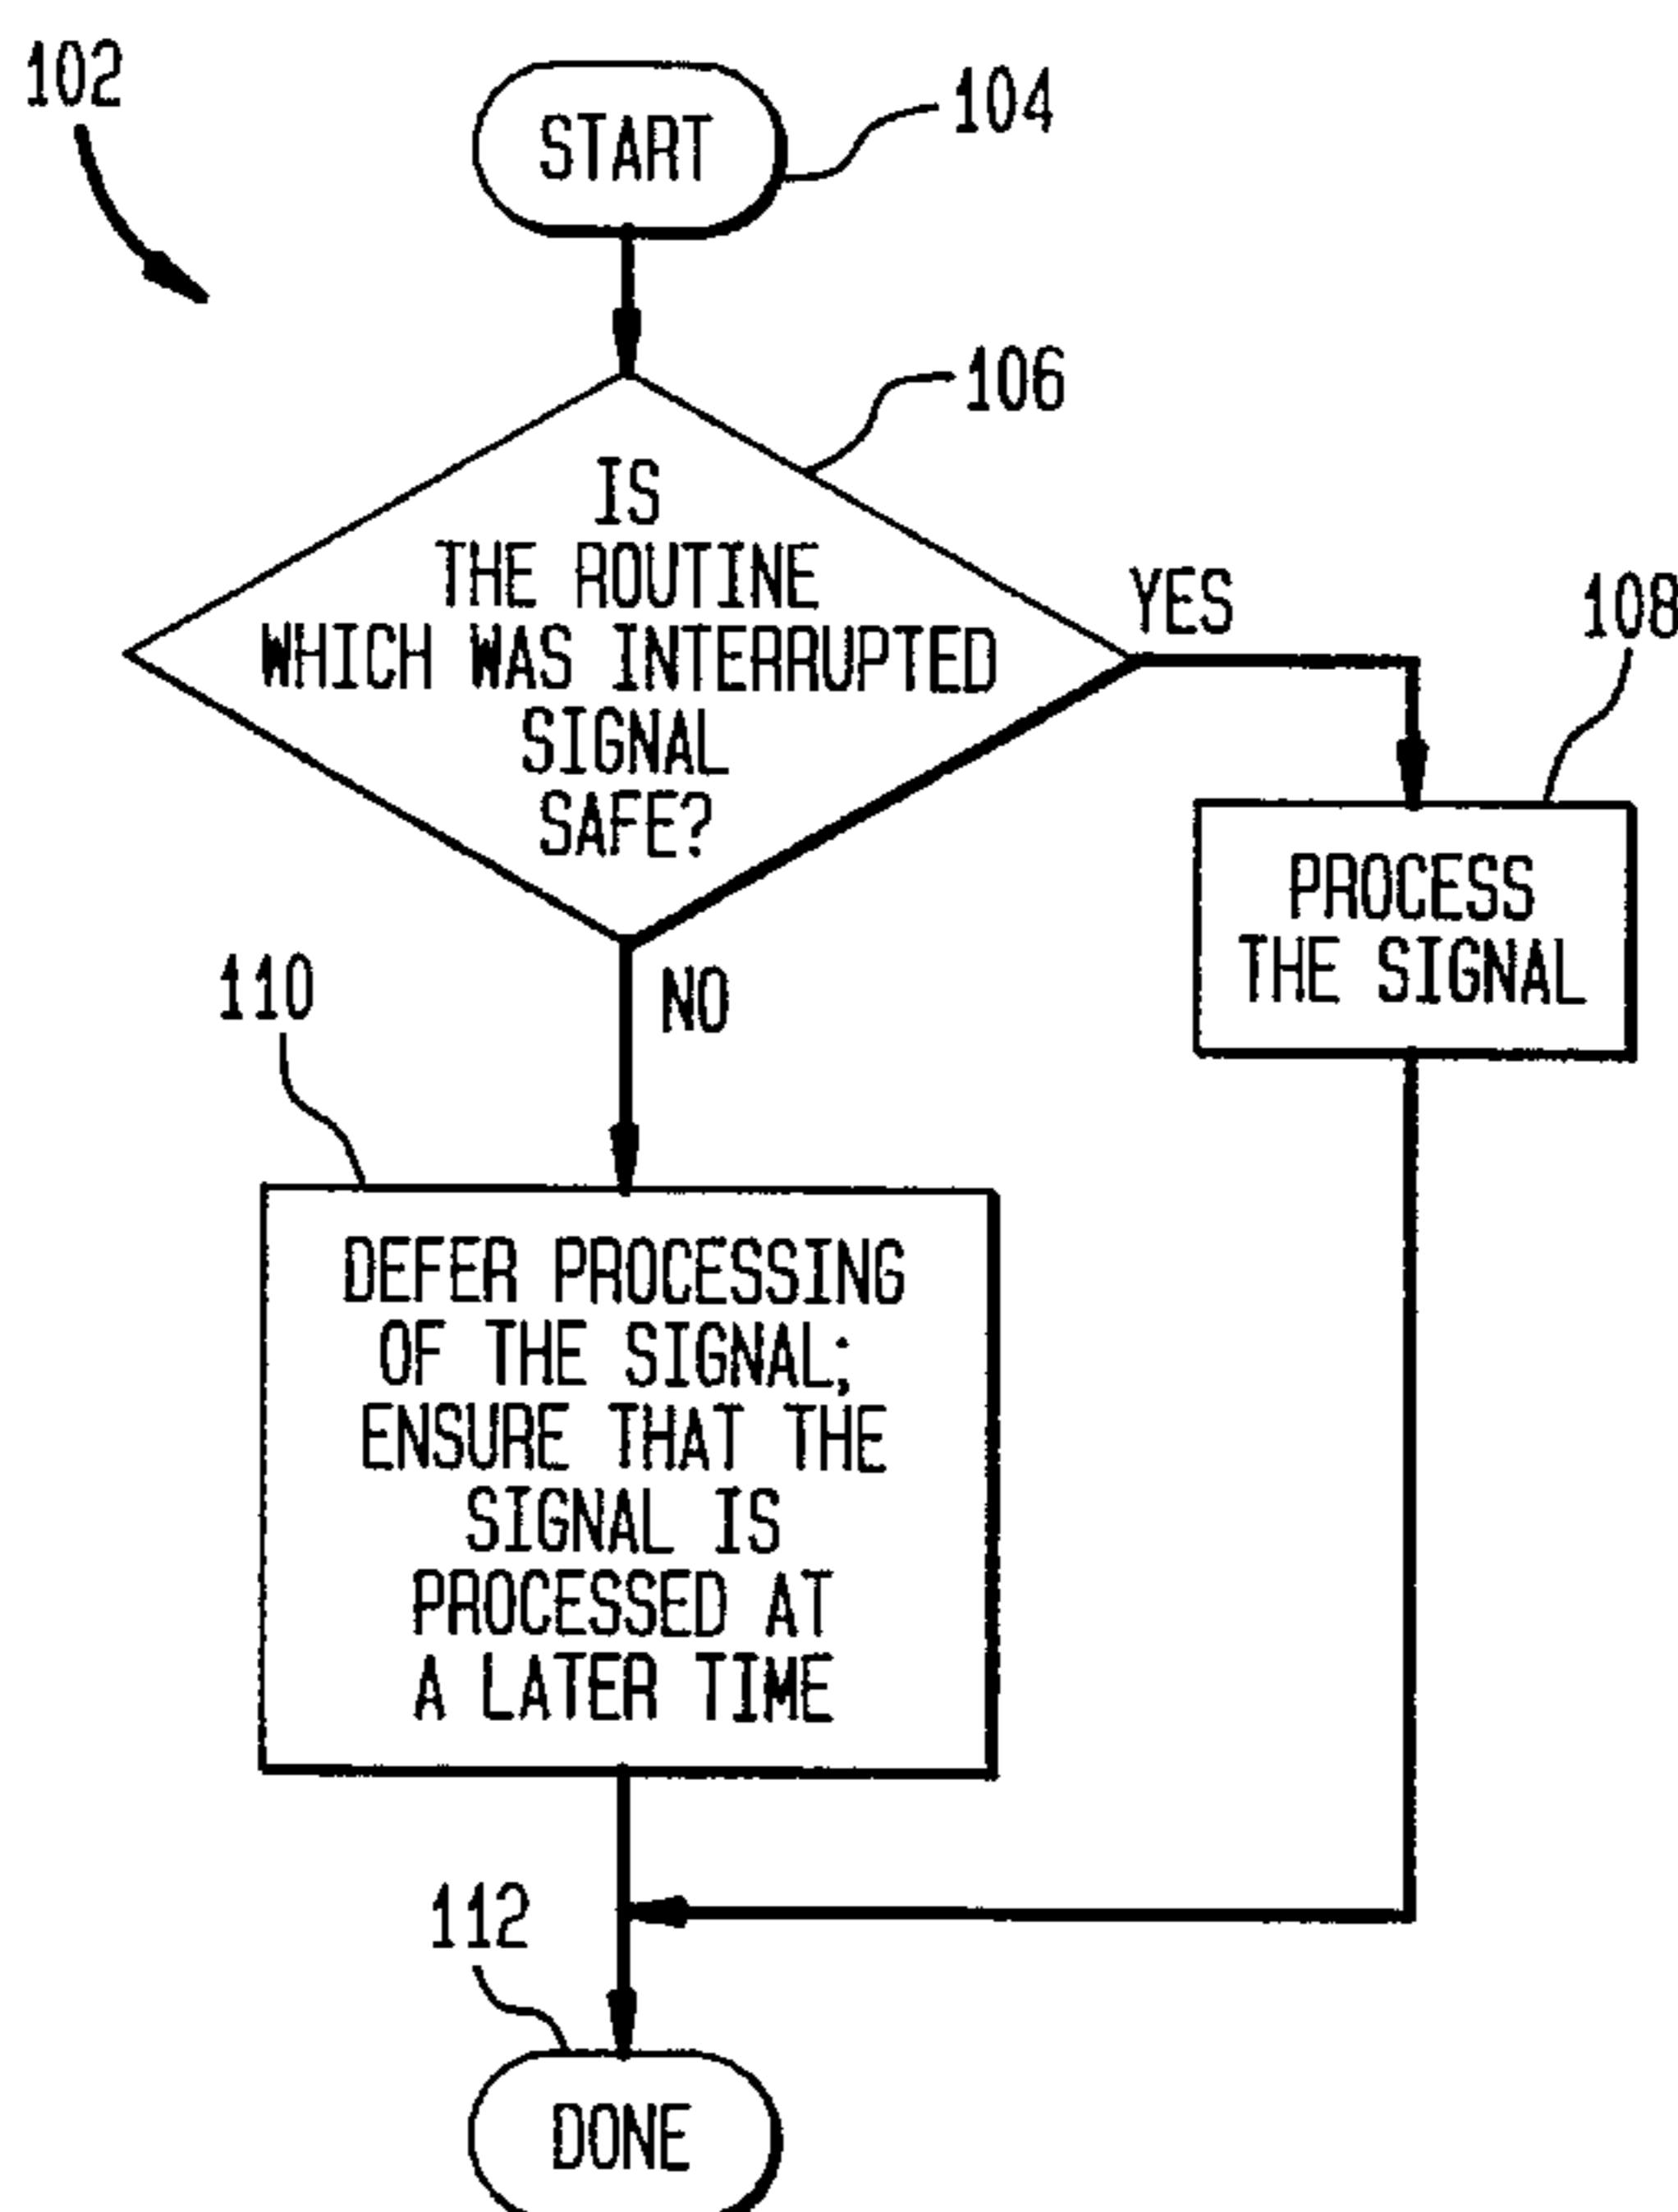 102
START
104
106
IS
THE ROUTINE
WHICH WAS INTERRUPTED
SIGNAL
SAFE?
YES
108
PROCESS
THE SIGNAL
NO
110
DEFER PROCESSING
OF THE SIGNAL;
ENSURE THAT THE
SIGNAL IS
PROCESSED AT
A LATER TIME
112
DONE